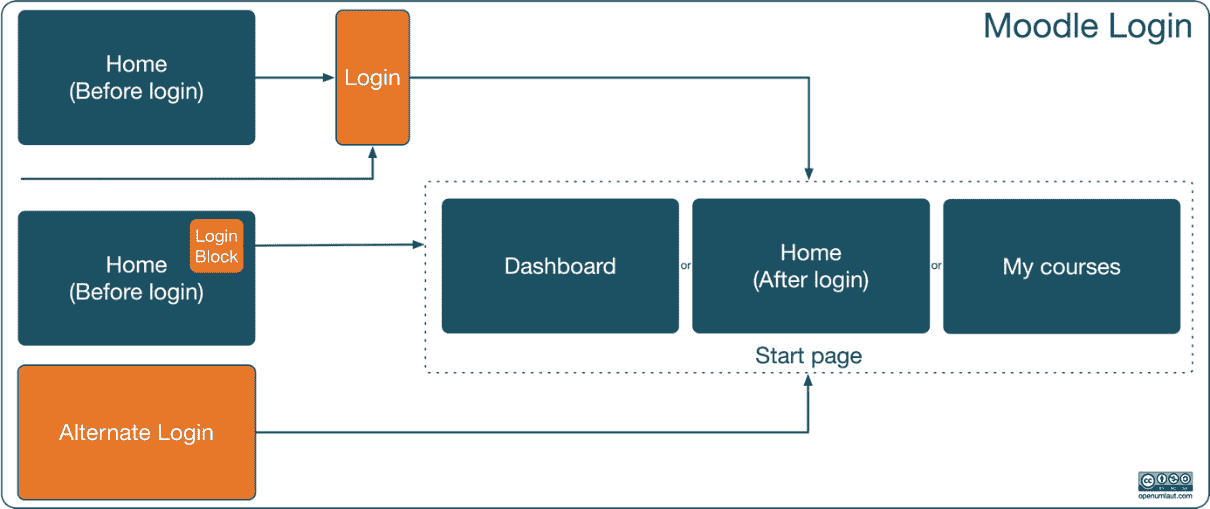 Moodle Login
Home
(Before login)
Login
Home
(Before login)
Login
Block
Dashboard
or
Home
(After login)
or
My courses
Start page
Alternate Login
openumlaut.com